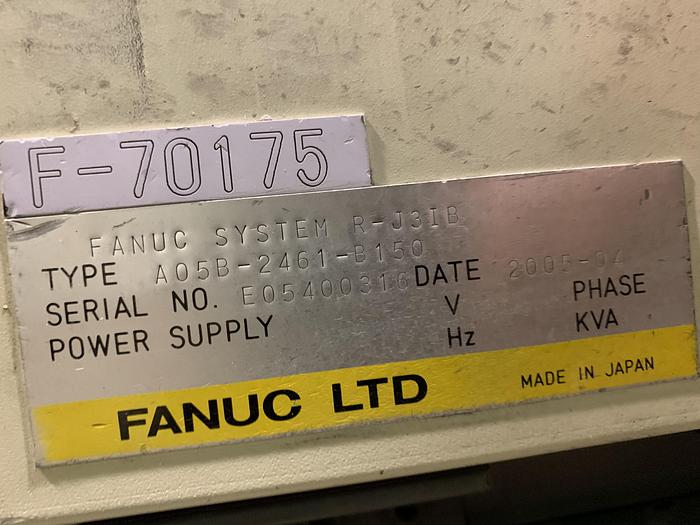 F-70175
FANUC SYSTEM R-J3IB
TYPE A05B-2461-B150
SERIAL NO. E05400316 DATE 2005-04
POWER SUPPLY V PHASE
Hz KVA
FANUC LTD MADE IN JAPAN